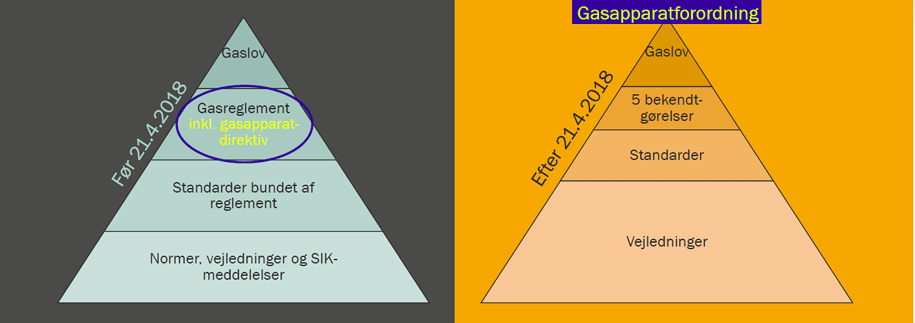 Før 21.4.2018
Gaslov
Gasreglement
inkl. gasapparat-
direktiv
Standarder bundet af
reglement
Normer, vejledninger og SIK-
meddelelser
Gasapparatforordning
Efter 21.4.2018
Gaslov
5 bekendt-
gørelser
Standarder
Vejledninger